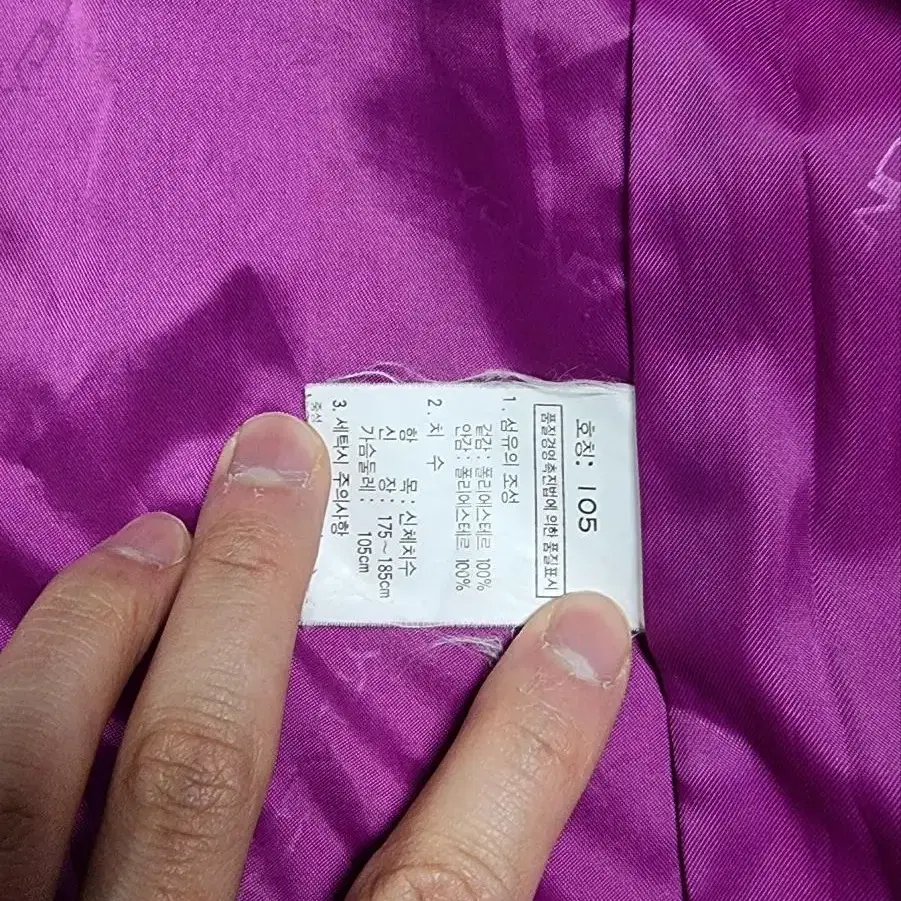 호칭: 105
품질경영촉진법에 의한 품질표시
1. 섬유의 조성
겉감: 폴리에스테르 100%
안감: 폴리에스테르 100%
2. 치 수
항 목: 신체치수
신 장: 175~185cm
가슴둘레: 105cm
3. 세탁시 주의사항
중성